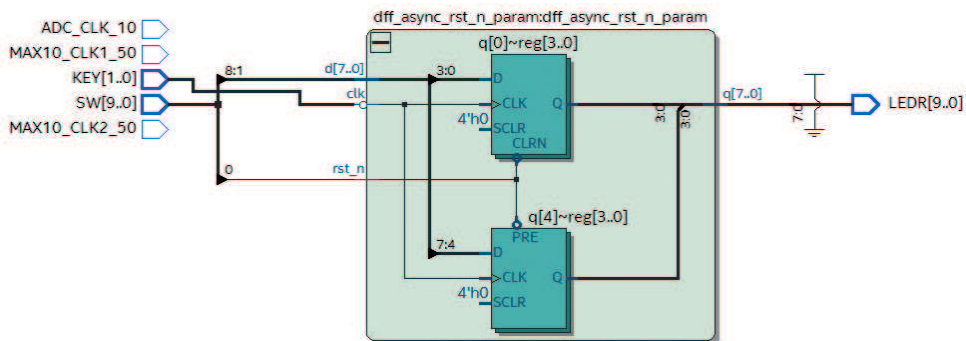 dff_async_rst_n_param:dff_async_rst_n_param
ADC_CLK_10
MAX10_CLK1_50
KEY[1..0]
SW[9..0]
MAX10_CLK2_50
8:1
0
d[7..0]
clk
rst_n
3:0
7:4
q[0]~reg[3..0]
D
CLK
Q
4'h0
SCLR
CLRN
q[4]~reg[3..0]
PRE
D
CLK
Q
4'h0
SCLR
3:0
3:0
q[7..0]
7:0
LEDR[9..0]